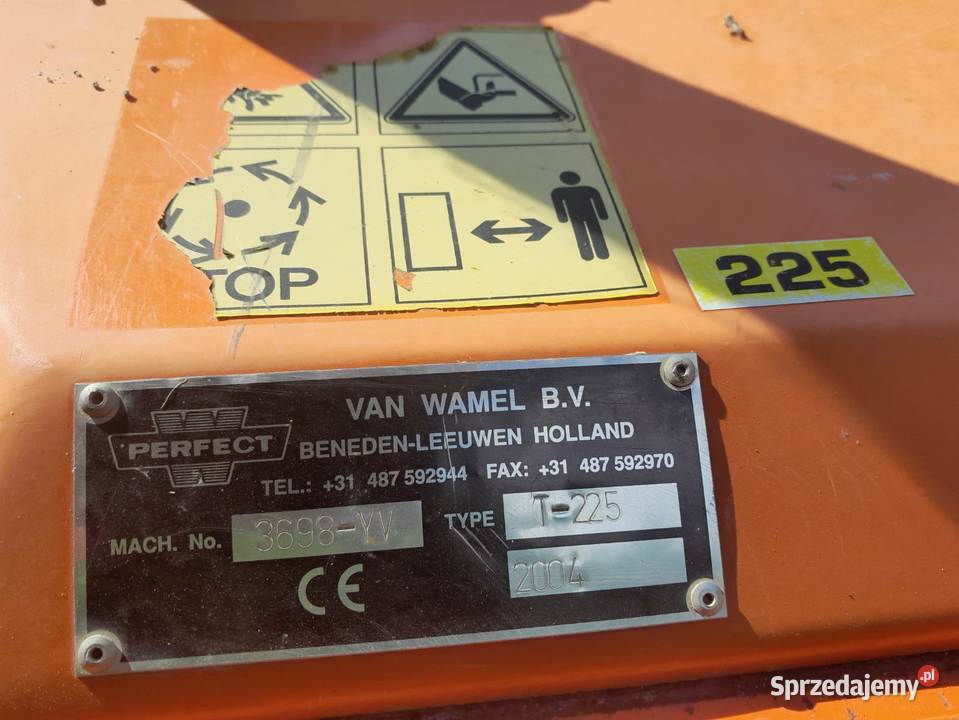 TOP
225
VAN WAMEL B.V.
PERFECT
BENEDEN-LEEUWEN HOLLAND
TEL.: +31 487 592944 FAX: +31 487 592970
MACH. No. 3698-YV TYPE T-225
2004
CE
Sprzedajemy.pl